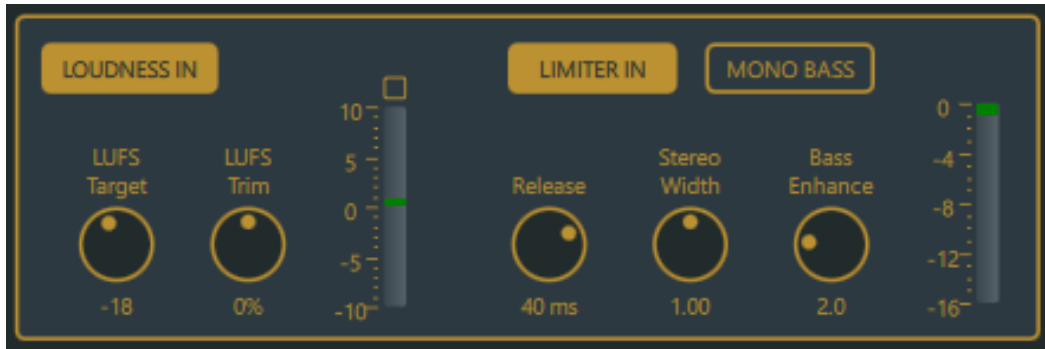 LOUDNESS IN
LUFS
Target
-18
LUFS
Trim
0%
10
5
0
-5
-10
LIMITER IN
MONO BASS
Release
40 ms
Stereo
Width
1.00
Bass
Enhance
2.0
0
-4
-8
-12
-16